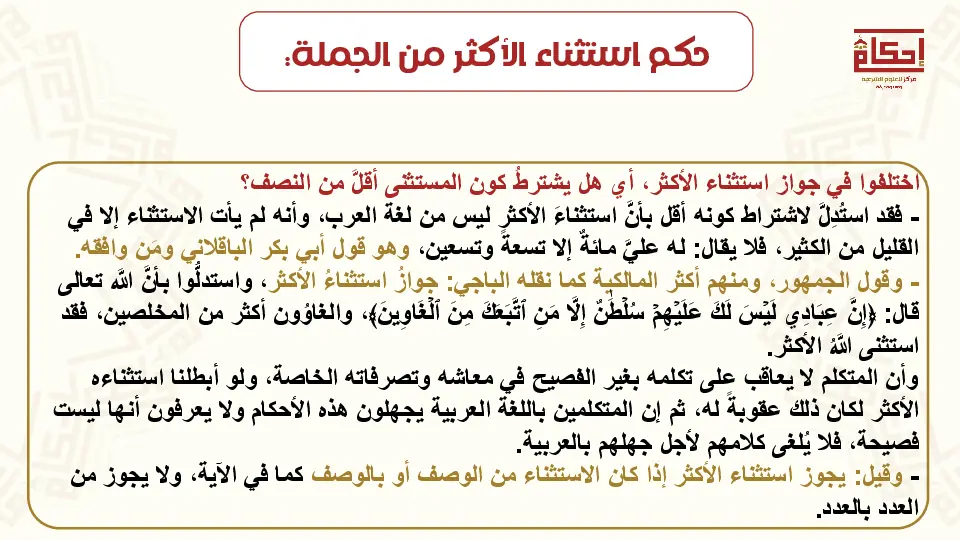 حكم استثناء الأكثر من الجملة:
إحكام
مركز للعلوم الشرعية
اختلفوا في جواز استثناء الأكثر، أي هل يشترطُ كون المستثنى أقلَّ من النصف؟
- فقد استُدِلَّ لاشتراط كونه أقل بأنَّ استثناءَ الأكثرِ ليس من لغة العرب، وأنه لم يأت الاستثناء إلا في
القليل من الكثير، فلا يقال: له عليَّ مائةٌ إلا تسعةً وتسعين، وهو قول أبي بكر الباقلاني ومَن وافقه.
- وقول الجمهور، ومنهم أكثر المالكية كما نقله الباجي: جوازُ استثناءُ الأكثر، واستدلُّوا بأنَّ الله تعالى
قال: ﴿إِنَّ عِبَادِي لَيْسَ لَكَ عَلَيْهِمْ سُلْطَٰنٌ إِلَّا مَنِ ٱتَّبَعَكَ مِنَ ٱلْغَاوِينَ﴾، والغاوُون أكثر من المخلصين، فقد
استثنى اللهُ الأكثر.
وأن المتكلم لا يعاقب على تكلمه بغير الفصيح في معاشه وتصرفاته الخاصة، ولو أبطلنا استثناءه
الأكثر لكان ذلك عقوبةً له، ثم إن المتكلمين باللغة العربية يجهلون هذه الأحكام ولا يعرفون أنها ليست
فصيحة، فلا يُلغى كلامهم لأجل جهلهم بالعربية.
- وقيل: يجوز استثناء الأكثر إذا كان الاستثناء من الوصف أو بالوصف كما في الآية، ولا يجوز من
العدد بالعدد.